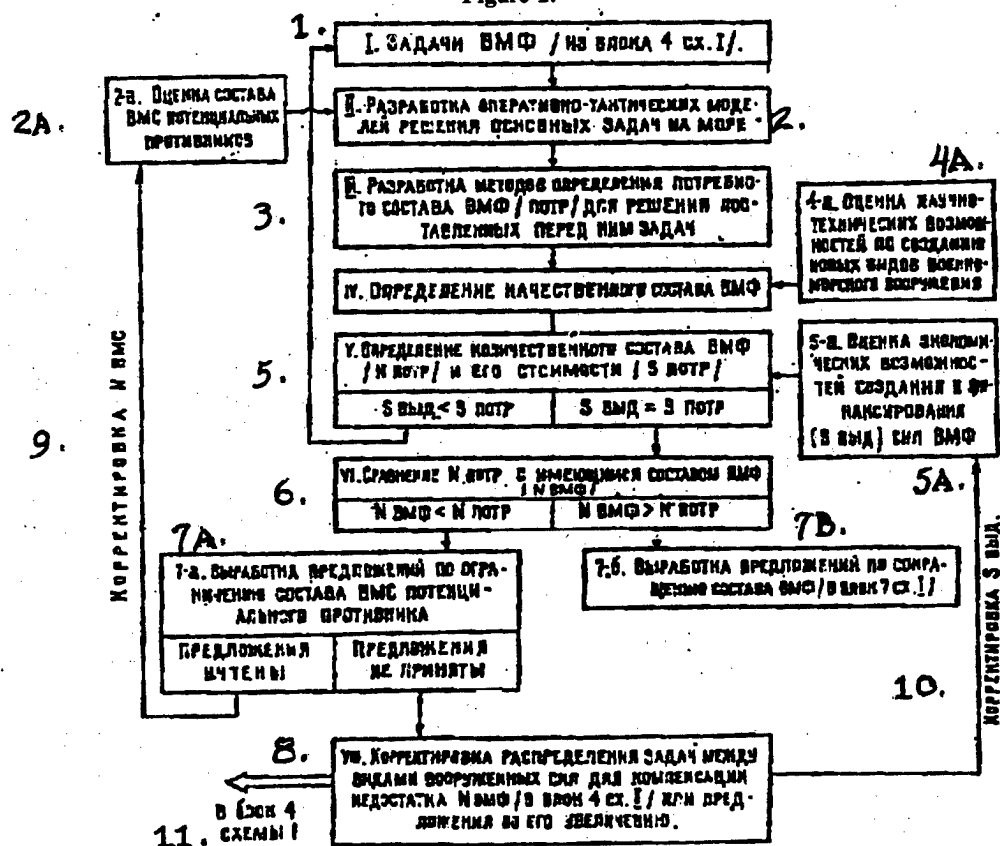 Figure 2.
1.
I. ЗАДАЧИ ВМФ / ИЗ БЛОКА 4 СХ. I/.
2A.
2-а. ОЦЕНКА СОСТАВА
ВМС ПОТЕНЦИАЛЬНЫХ
ПРОТИВНИКОВ
II. РАЗРАБОТКА ОПЕРАТИВНО-ТАКТИЧЕСКИХ МОДЕ-
ЛЕЙ РЕШЕНИЯ ОСНОВНЫХ ЗАДАЧ НА МОРЕ
2.
3.
III. РАЗРАБОТКА МЕТОДОВ ОПРЕДЕЛЕНИЯ ПОТРЕБНО-
ГО СОСТАВА ВМФ / ПОТР/ ДЛЯ РЕШЕНИЯ ПОС-
ТАВЛЕННЫХ ПЕРЕД НИМ ЗАДАЧ
4A.
4-а. ОЦЕНКА НАУЧНО-
ТЕХНИЧЕСКИХ ВОЗМОЖ-
НОСТЕЙ ПО СОЗДАНИЮ
НОВЫХ ВИДОВ ВОЕННО-
МОРСКОГО ВООРУЖЕНИЯ
IV. ОПРЕДЕЛЕНИЕ КАЧЕСТВЕННОГО СОСТАВА ВМФ
5.
V. ОПРЕДЕЛЕНИЕ КОЛИЧЕСТВЕННОГО СОСТАВА ВМФ
/ N ПОТР/ И ЕГО СТОИМОСТИ / S ПОТР/
S ВЫД < S ПОТР
S ВЫД = S ПОТР
5-а. ОЦЕНКА ЭКОНОМИ-
ЧЕСКИХ ВОЗМОЖНОС-
ТЕЙ СОЗДАНИЯ И ФИ-
НАНСИРОВАНИЯ
(S ВЫД) СИЛ ВМФ
5A.
9.
КОРРЕКТИРОВКА N ВМС
6.
VI. СРАВНЕНИЕ N ПОТР. С ИМЕЮЩИМСЯ СОСТАВОМ ВМФ
/ N ВМФ/
N ВМФ < N ПОТР
N ВМФ > N ПОТР
7A.
7-а. ВЫРАБОТКА ПРЕДЛОЖЕНИЙ ПО ОГРА-
НИЧЕНИЮ СОСТАВА ВМС ПОТЕНЦИ-
АЛЬНОГО ПРОТИВНИКА
ПРЕДЛОЖЕНИЯ
УЧТЕНЫ
ПРЕДЛОЖЕНИЯ
НЕ ПРИНЯТЫ
7B.
7-б. ВЫРАБОТКА ПРЕДЛОЖЕНИЙ ПО СОКРА-
ЩЕНИЮ СОСТАВА ВМФ / В БЛОК 7 СХ. I/
10.
КОРРЕКТИРОВКА S ВЫД.
8.
VIII. КОРРЕКТИРОВКА РАСПРЕДЕЛЕНИЯ ЗАДАЧ МЕЖДУ
ВИДАМИ ВООРУЖЕННЫХ СИЛ ДЛЯ КОМПЕНСАЦИИ
НЕДОСТАТКА N ВМФ / В БЛОК 4 СХ. I / ИЛИ ПРЕД-
ЛОЖЕНИЯ ПО ЕГО УВЕЛИЧЕНИЮ.
11.
В БЛОК 4
СХЕМЫ I